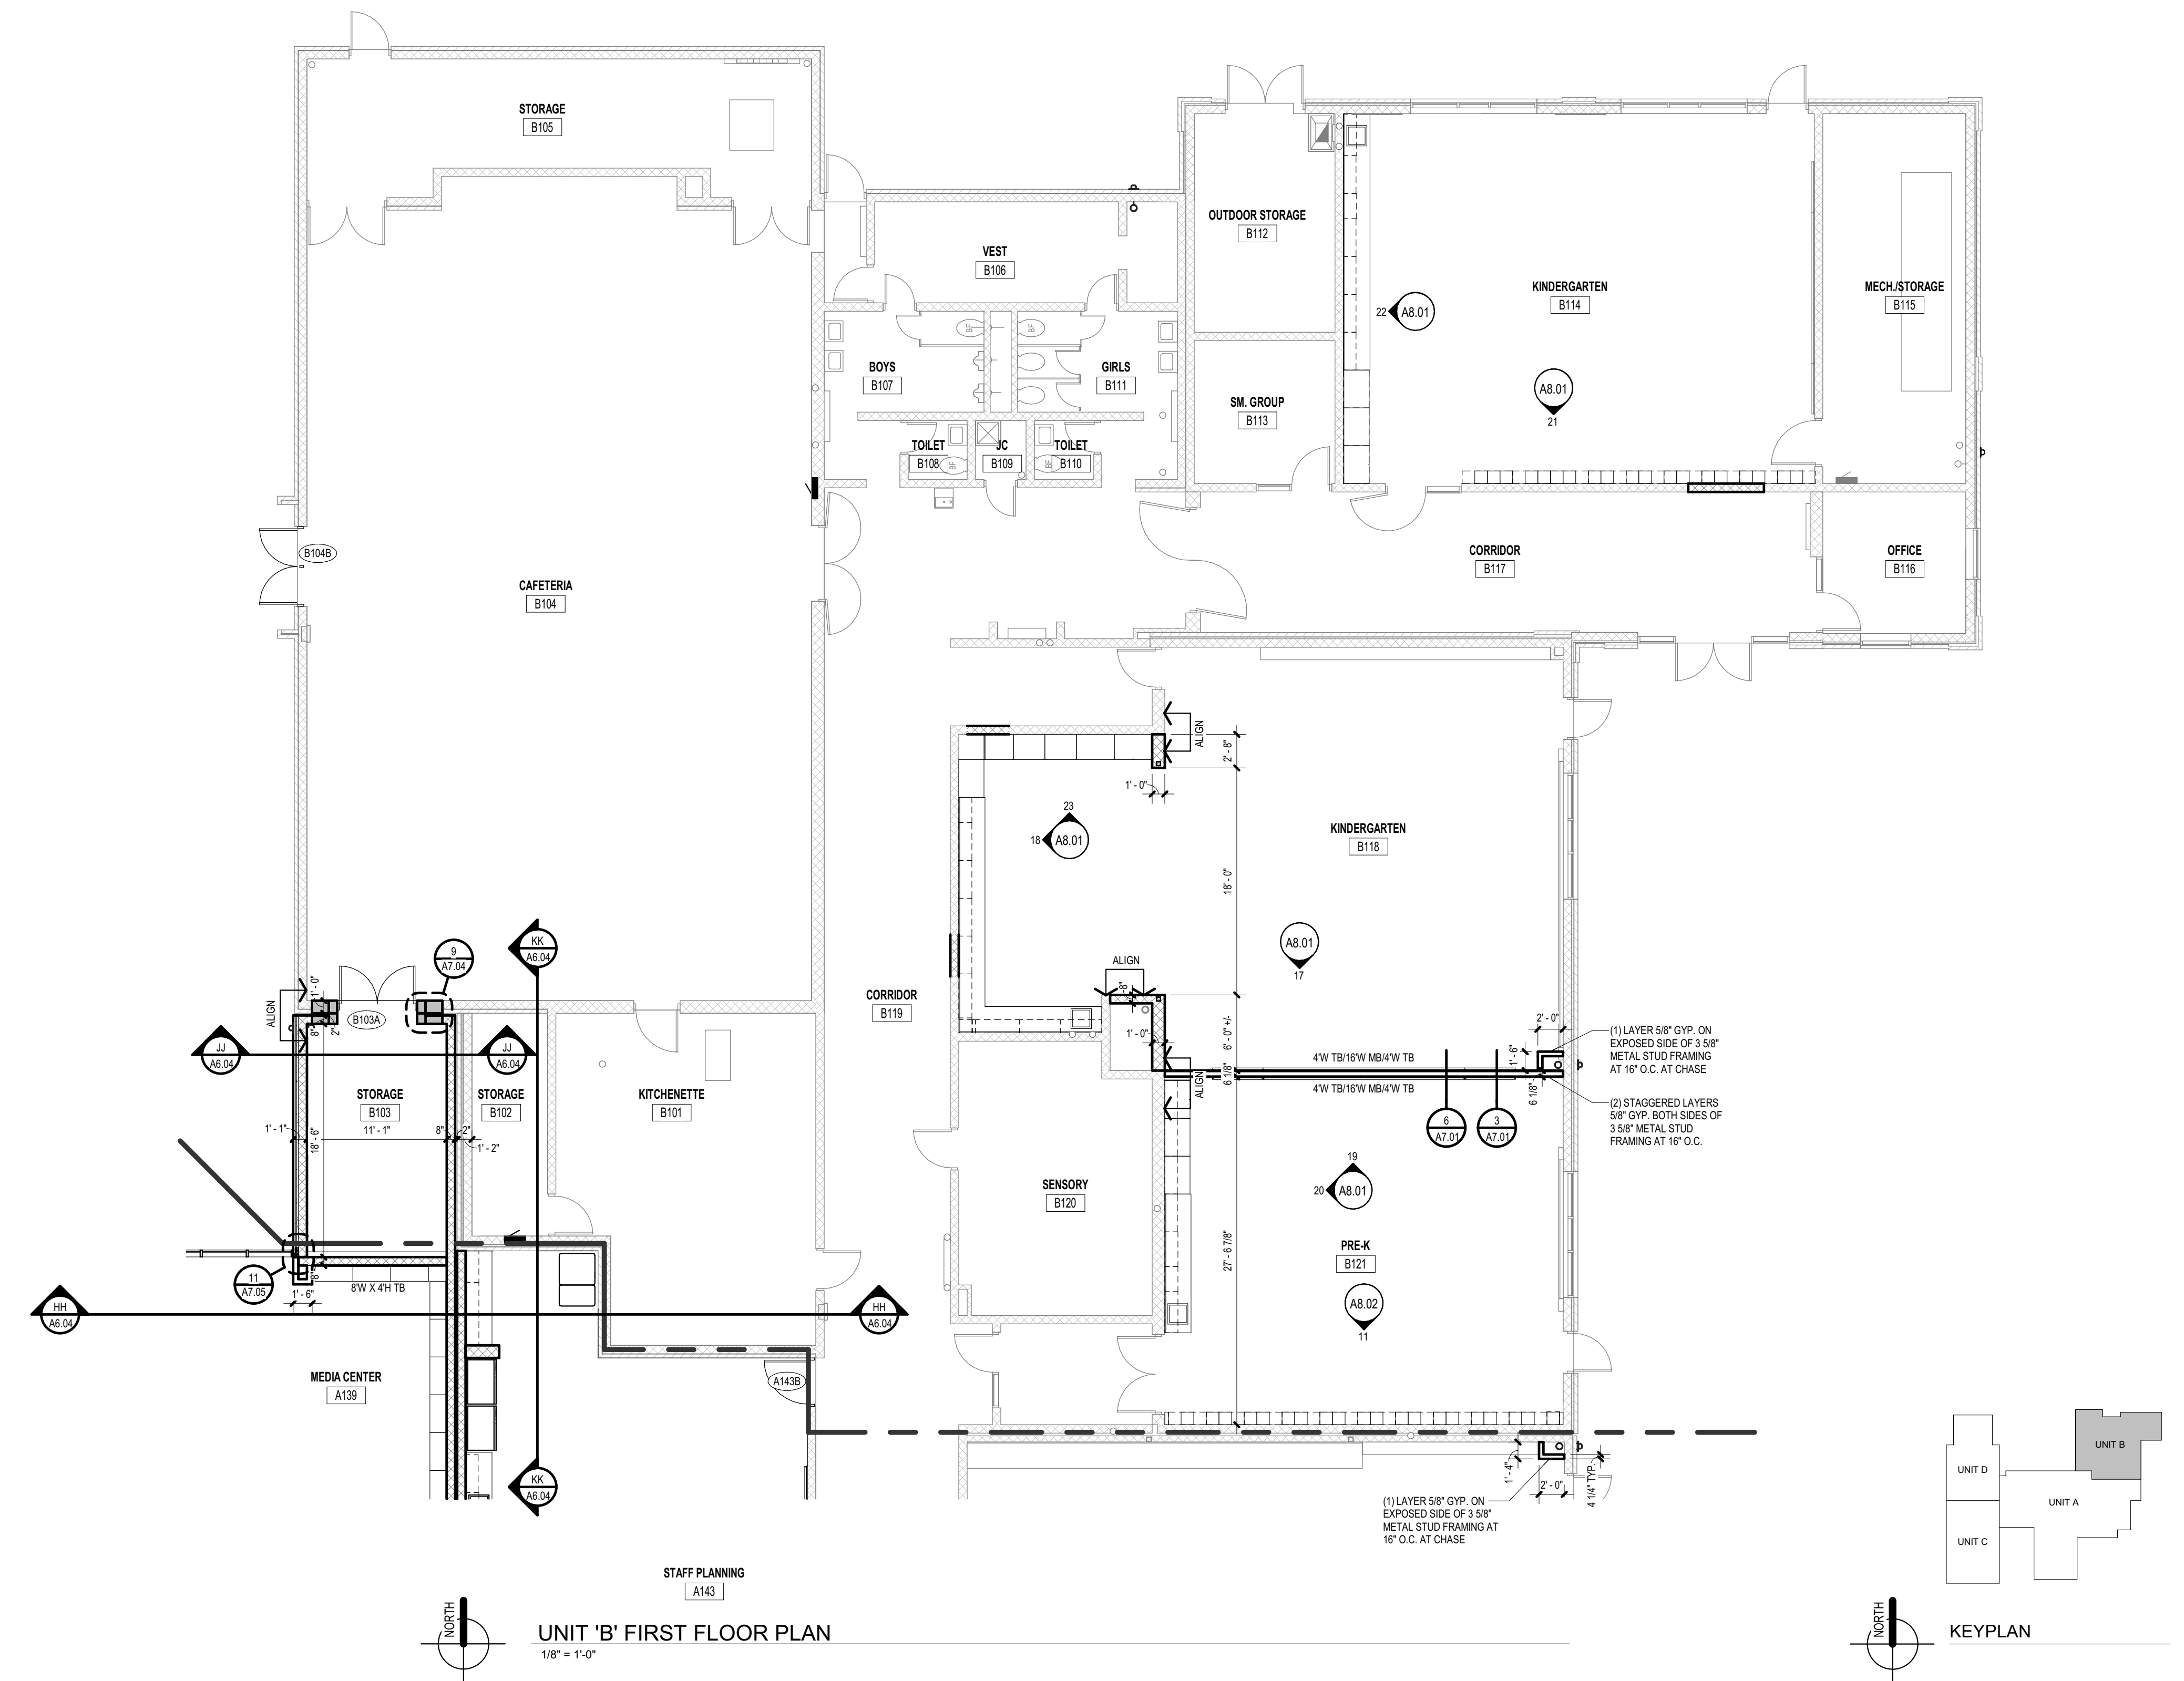 STORAGE
B105
OUTDOOR STORAGE
B112
VEST
B106
KINDERGARTEN
B114
MECH./STORAGE
B115
22
A8.01
A8.01
21
BF
BF
BOYS
B107
GIRLS
B111
SM. GROUP
B113
TOILET
B108
BF
JC
B109
TOILET
B110
BF
B104B
CAFETERIA
B104
CORRIDOR
B117
OFFICE
B116
ALIGN
2' - 8"
1' - 0"
23
18
A8.01
KINDERGARTEN
B118
18' - 0"
KK
A6.04
9
A7.04
A8.01
17
ALIGN
8"
CORRIDOR
B119
ALIGN
1' - 0"
8"
2"
B103A
JJ
A6.04
JJ
A6.04
1' - 0"
6' - 0" +/-
6 1/8"
ALIGN
4'W TB/16'W MB/4'W TB
4'W TB/16'W MB/4'W TB
2' - 0"
1' - 6"
6 1/8"
(1) LAYER 5/8" GYP. ON
EXPOSED SIDE OF 3 5/8"
METAL STUD FRAMING
AT 16" O.C. AT CHASE
(2) STAGGERED LAYERS
5/8" GYP. BOTH SIDES OF
3 5/8" METAL STUD
FRAMING AT 16" O.C.
STORAGE
B103
STORAGE
B102
KITCHENETTE
B101
1' - 1"
18' - 6"
11' - 1"
8"
2"
1' - 2"
6
A7.01
3
A7.01
SENSORY
B120
19
20
A8.01
27' - 6 7/8"
PRE-K
B121
A8.02
11
11
A7.05
8"
1' - 6"
8'W X 4'H TB
HH
A6.04
HH
A6.04
MEDIA CENTER
A139
A143B
KK
A6.04
1' - 4"
2' - 0"
4 1/4" TYP.
(1) LAYER 5/8" GYP. ON
EXPOSED SIDE OF 3 5/8"
METAL STUD FRAMING AT
16" O.C. AT CHASE
STAFF PLANNING
A143
UNIT B
UNIT D
UNIT A
UNIT C
NORTH
UNIT 'B' FIRST FLOOR PLAN
1/8" = 1'-0"
NORTH
KEYPLAN